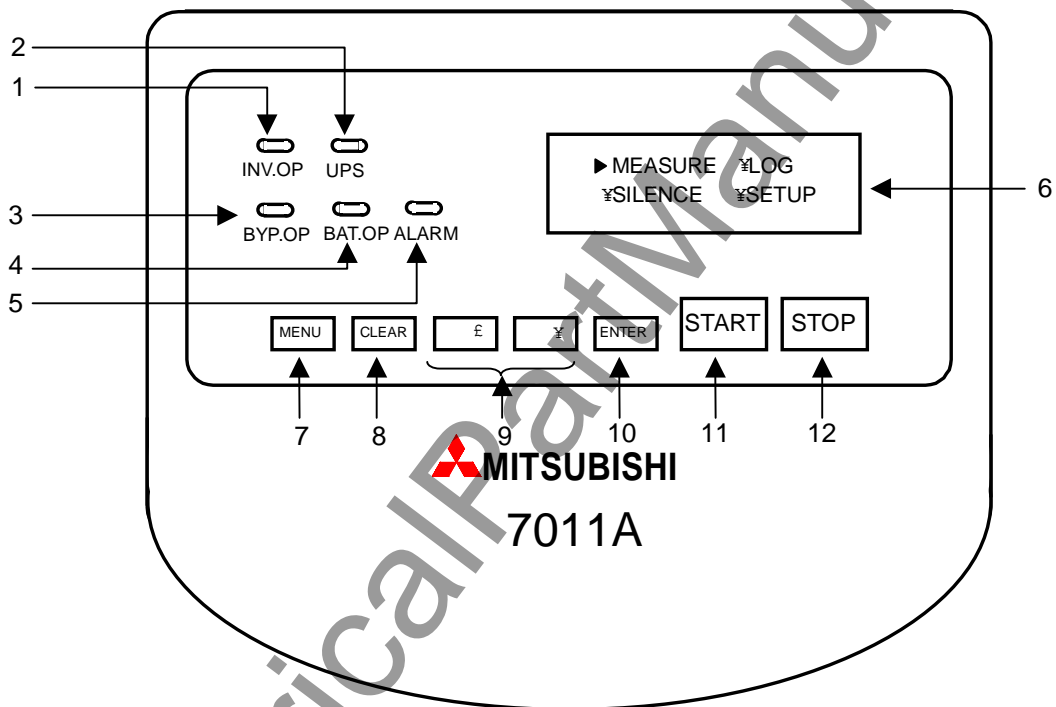 2
1
INV.OP UPS
▶ MEASURE ¥LOG
¥SILENCE ¥SETUP
6
3
BYP.OP BAT.OP ALARM
4
5
MENU CLEAR £ ¥ ENTER START STOP
7 8 9 10 11 12
MITSUBISHI
7011A
ricalPartManu